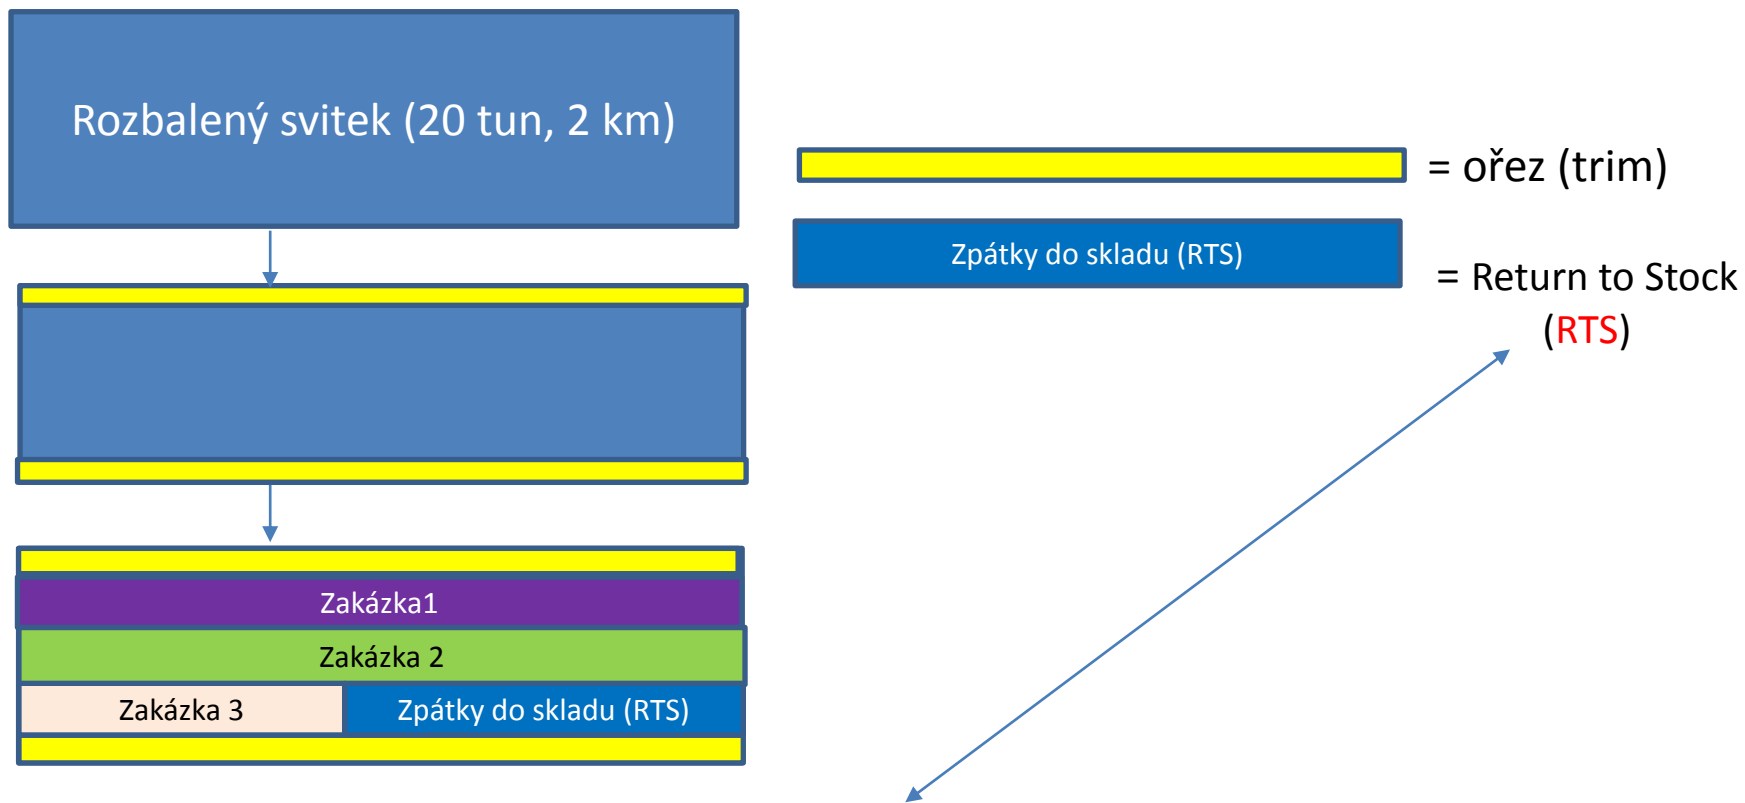 Rozbalený svitek (20 tun, 2 km)
= ořez (trim)
Zpátky do skladu (RTS)
= Return to Stock
(RTS)
Zakázka1
Zakázka 2
Zakázka 3
Zpátky do skladu (RTS)